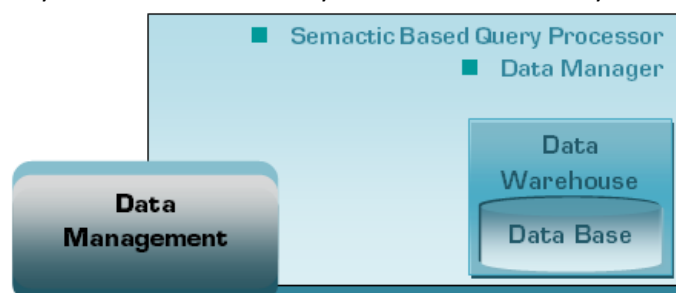 Semactic Based Query Processor
Data Manager
Data
Warehouse
Data Base
Data
Management